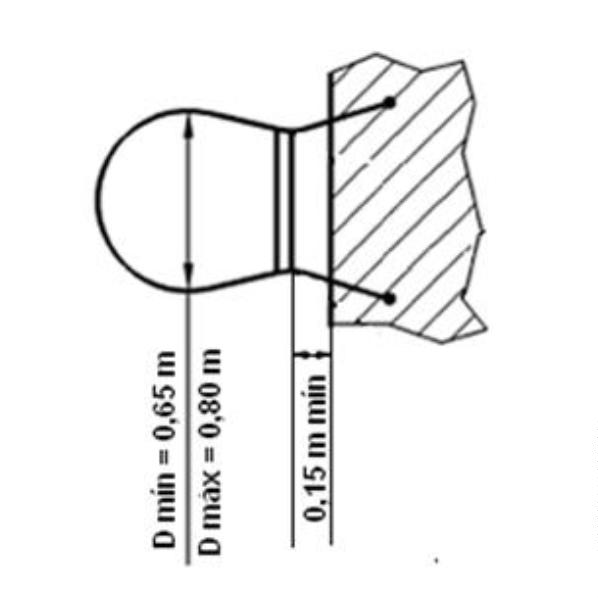 D mín = 0,65 m
D máx = 0,80 m
0,15 m mín